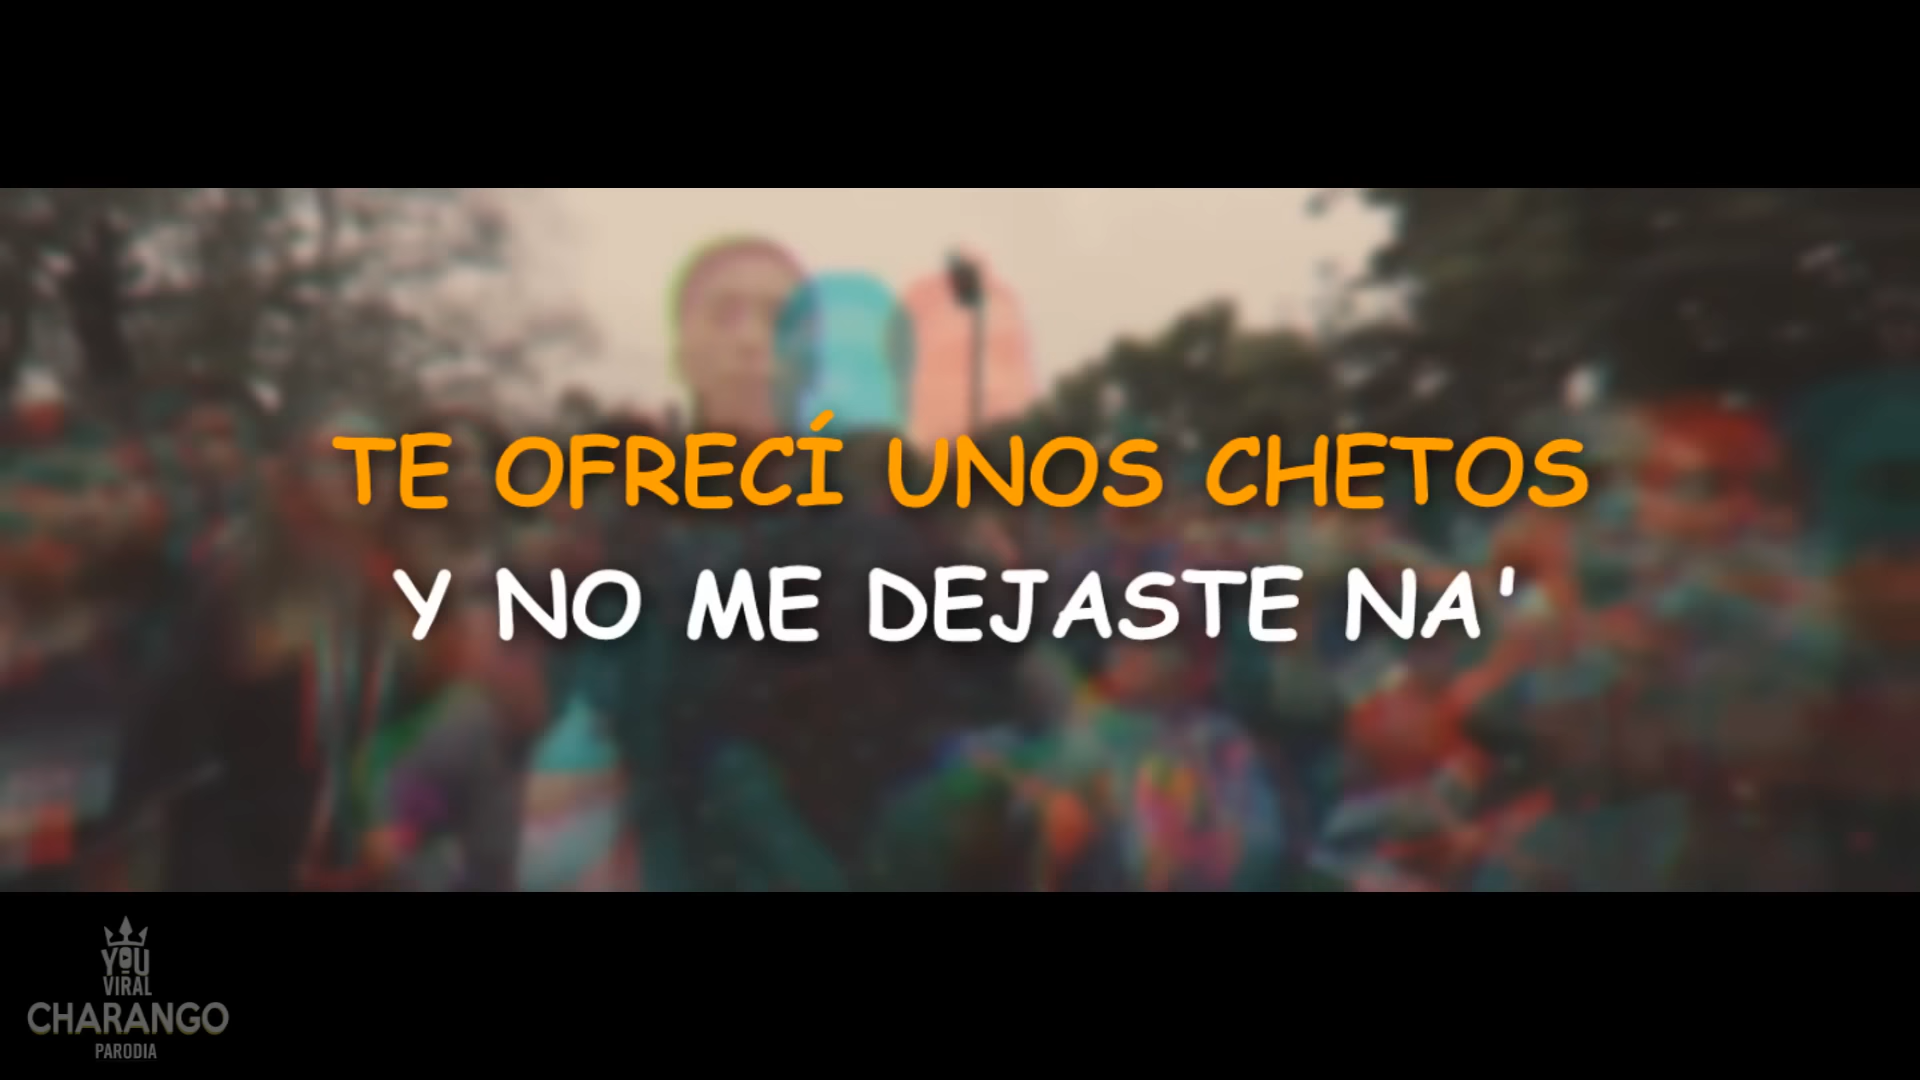 TE OFRECÍ UNOS CHETOS
Y NO ME DEJASTE NA'
YOU
VIRAL
CHARANGO
PARODIA